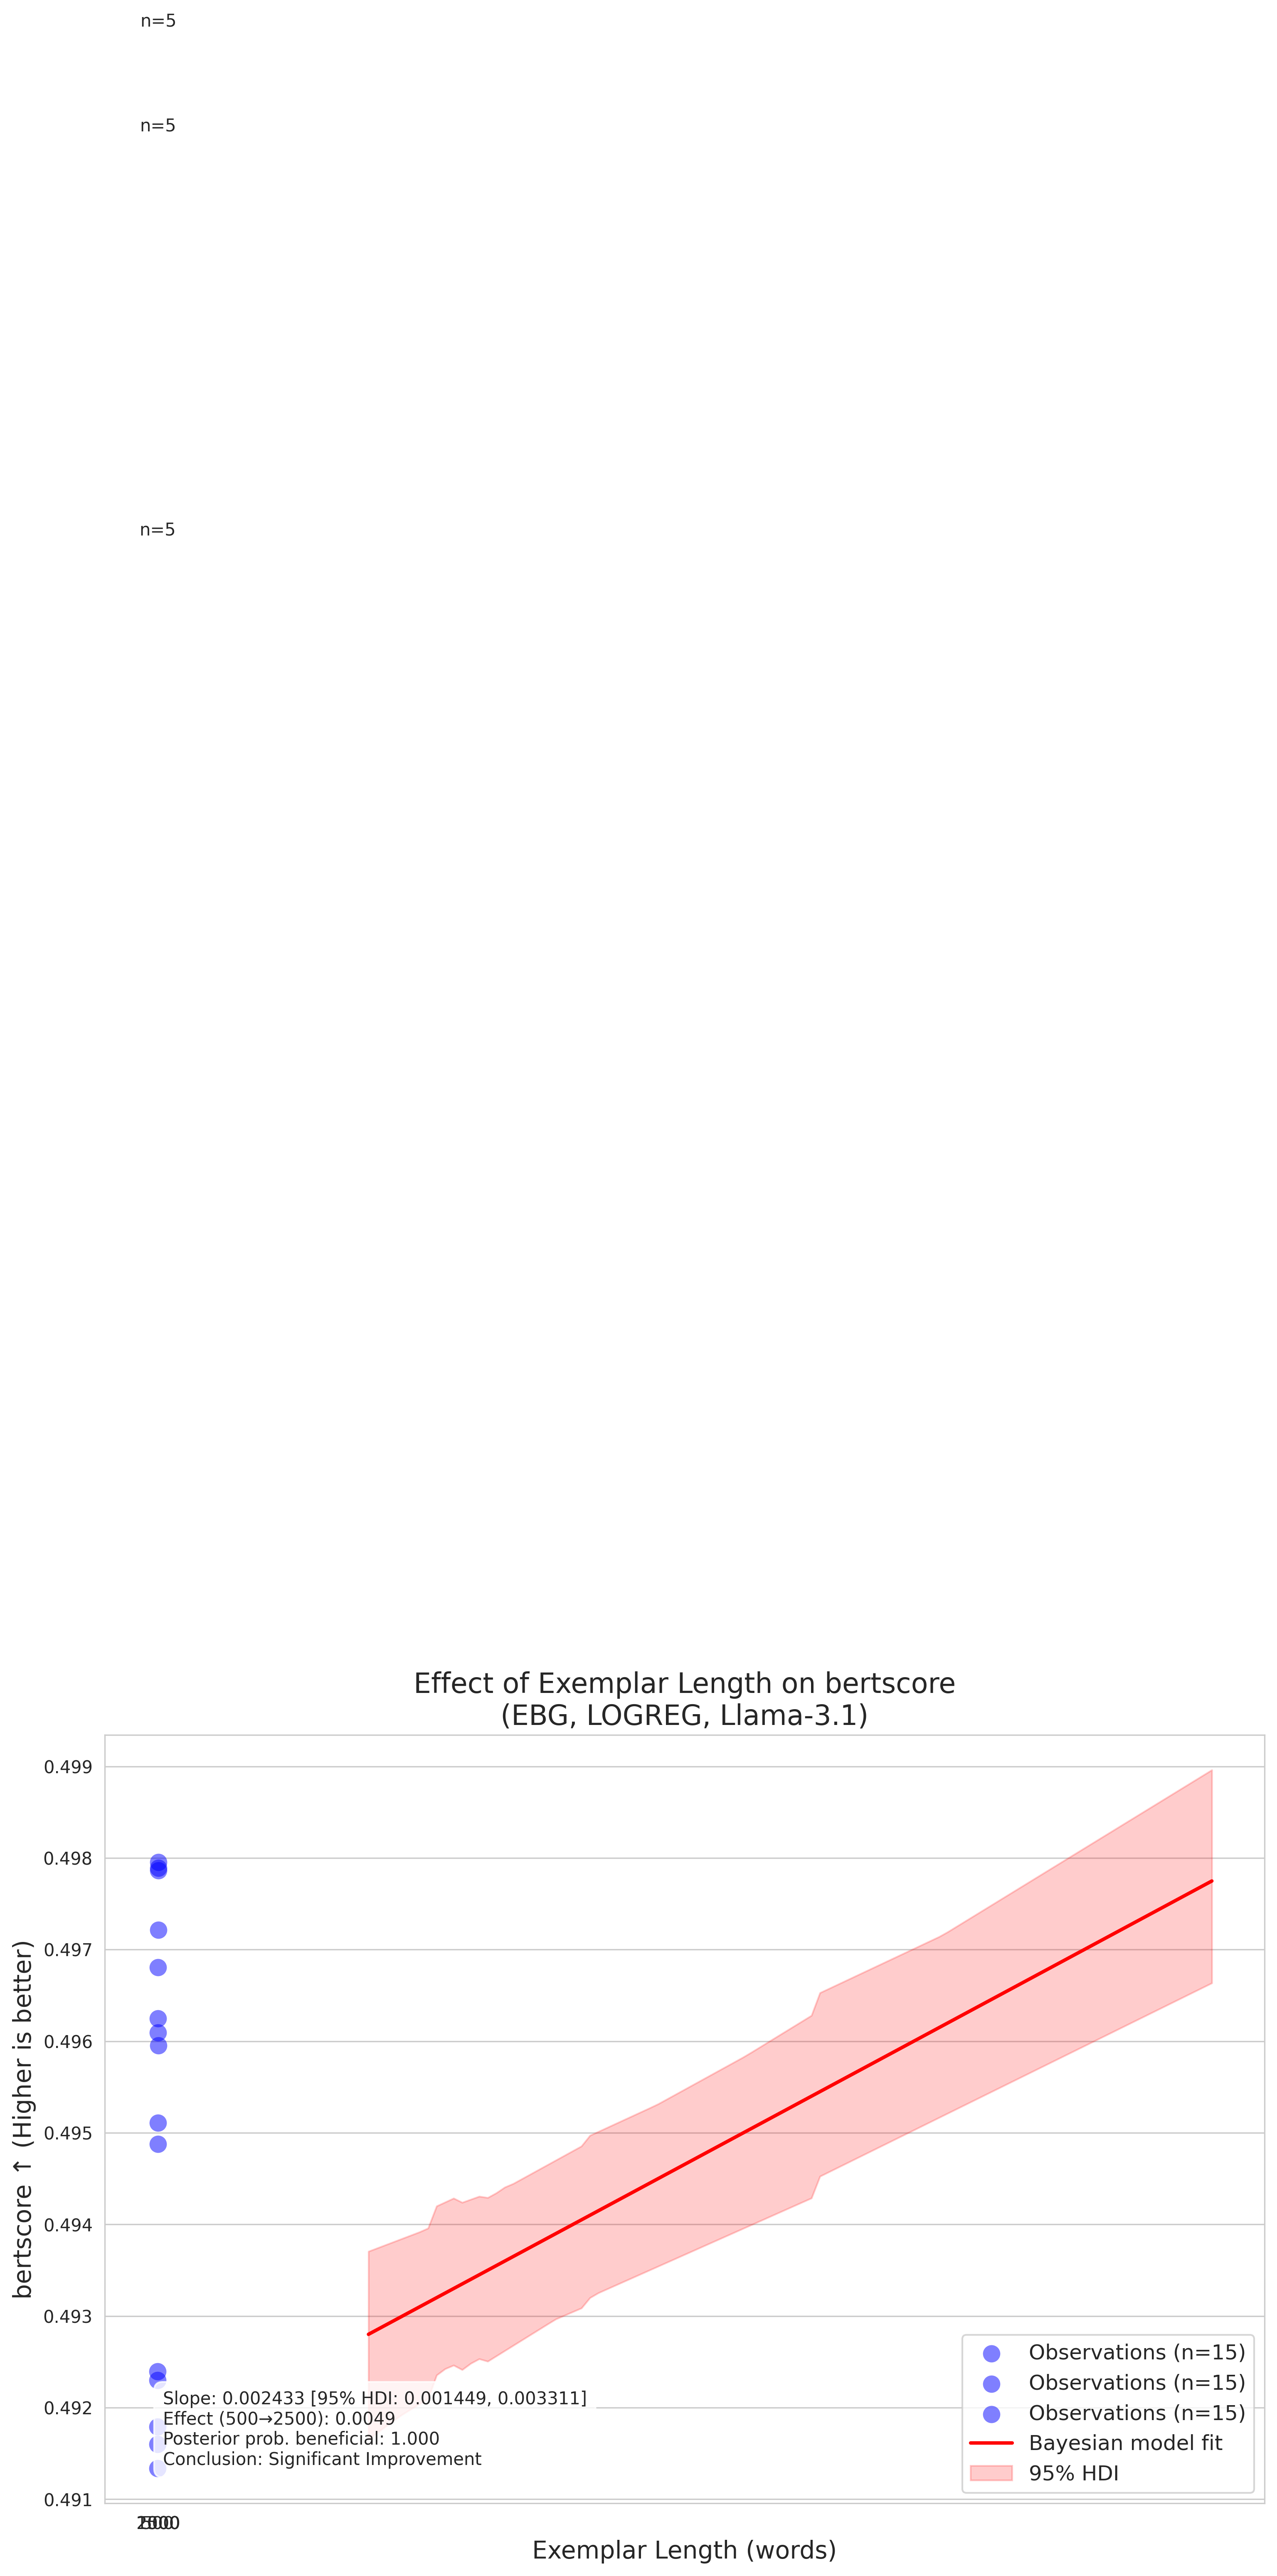 n=5
n=5
n=5
Effect of Exemplar Length on bertscore
(EBG, LOGREG, Llama-3.1)
bertscore ↑ (Higher is better)
0.499
0.498
0.497
0.496
0.495
0.494
0.493
0.492
0.491
Slope: 0.002433 [95% HDI: 0.001449, 0.003311]
Effect (500→2500): 0.0049
Posterior prob. beneficial: 1.000
Conclusion: Significant Improvement
Observations (n=15)
Observations (n=15)
Observations (n=15)
Bayesian model fit
95% HDI
Exemplar Length (words)